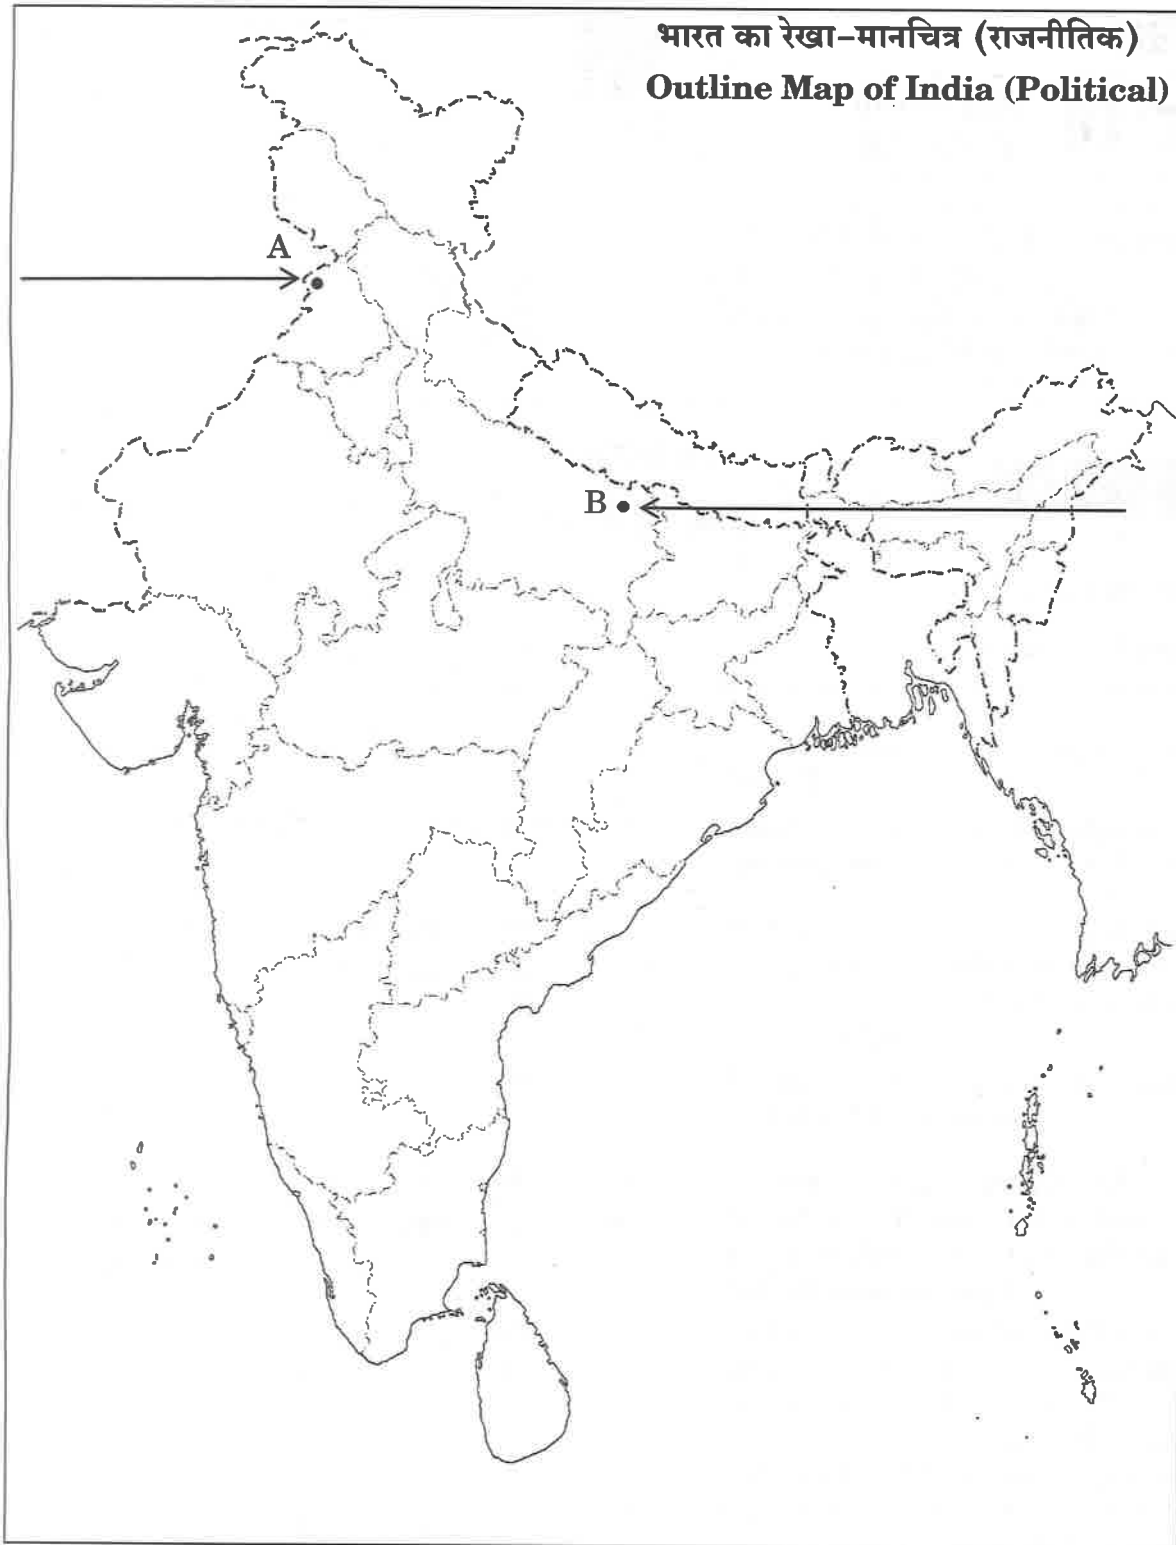 भारत का रेखा-मानचित्र (राजनीतिक)
Outline Map of India (Political)
A
B